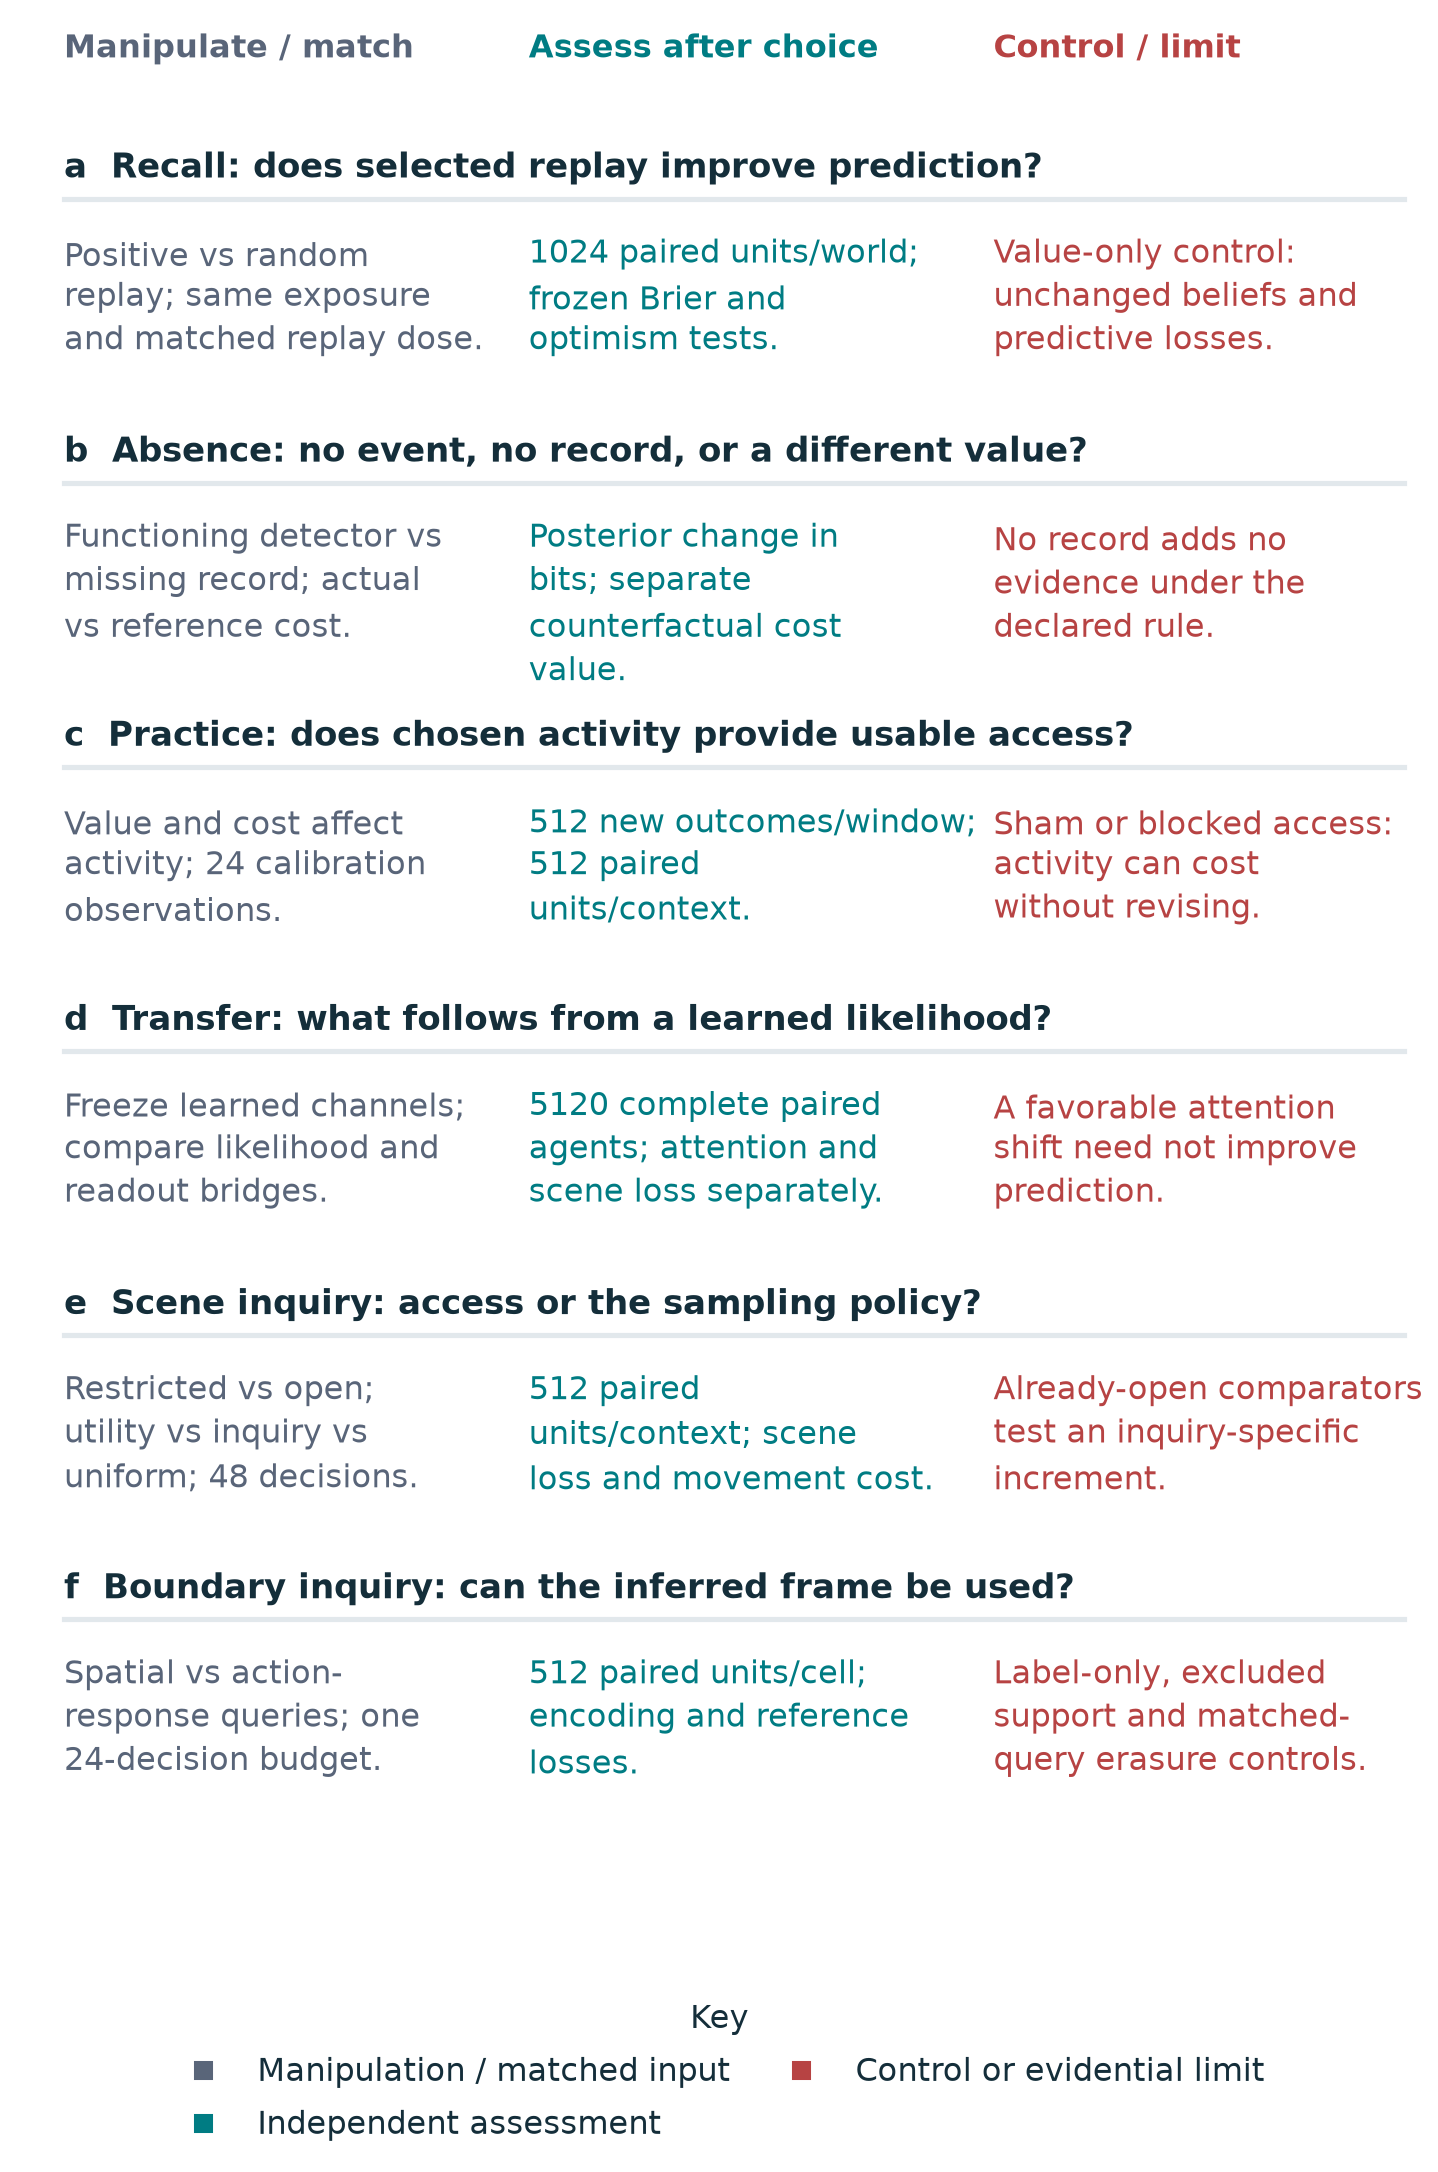 Manipulate / match
Assess after choice
Control / limit
a Recall: does selected replay improve prediction?
Positive vs random
replay; same exposure
and matched replay dose.
1024 paired units/world;
frozen Brier and
optimism tests.
Value-only control:
unchanged beliefs and
predictive losses.
b Absence: no event, no record, or a different value?
Functioning detector vs
missing record; actual
vs reference cost.
Posterior change in
bits; separate
counterfactual cost
value.
No record adds no
evidence under the
declared rule.
c Practice: does chosen activity provide usable access?
Value and cost affect
activity; 24 calibration
observations.
512 new outcomes/window;
512 paired
units/context.
Sham or blocked access:
activity can cost
without revising.
d Transfer: what follows from a learned likelihood?
Freeze learned channels;
compare likelihood and
readout bridges.
5120 complete paired
agents; attention and
scene loss separately.
A favorable attention
shift need not improve
prediction.
e Scene inquiry: access or the sampling policy?
Restricted vs open;
utility vs inquiry vs
uniform; 48 decisions.
512 paired
units/context; scene
loss and movement cost.
Already-open comparators
test an inquiry-specific
increment.
f Boundary inquiry: can the inferred frame be used?
Spatial vs action-
response queries; one
24-decision budget.
512 paired units/cell;
encoding and reference
losses.
Label-only, excluded
support and matched-
query erasure controls.
Key
Manipulation / matched input
Control or evidential limit
Independent assessment